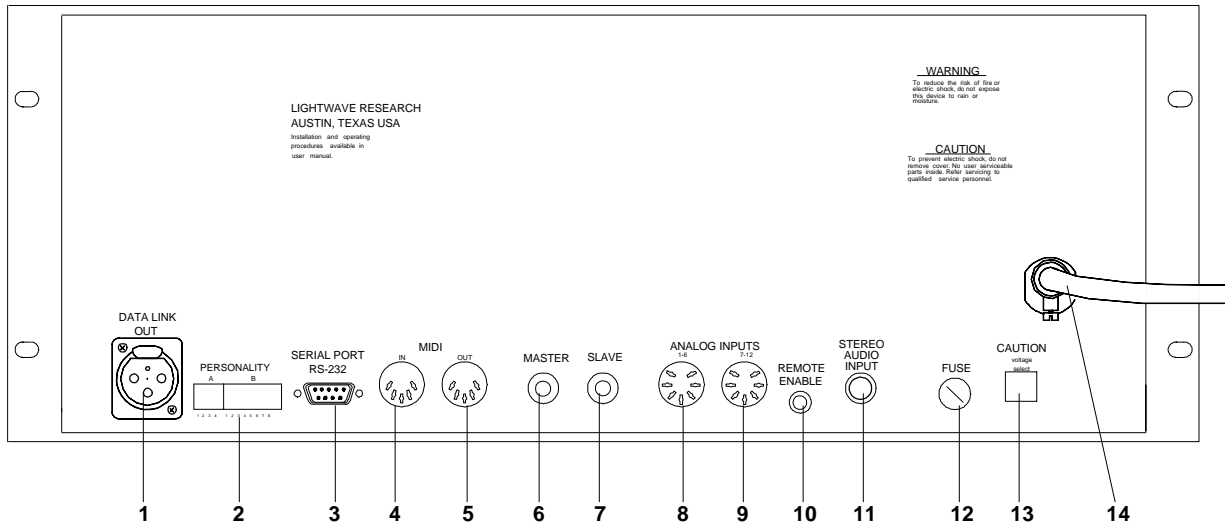 WARNING
To reduce the risk of fire or
electric shock, do not expose
this device to rain or
moisture.
LIGHTWAVE RESEARCH
AUSTIN, TEXAS USA
Installation and operating
procedures available in
user manual.
CAUTION
To prevent electric shock, do not
remove cover. No user serviceable
parts inside. Refer servicing to
qualified service personnel.
DATA LINK
OUT
PERSONALITY
A B
1 2 3 4 1 2 3 4 5 6 7 8
SERIAL PORT
RS-232
MIDI
IN OUT
MASTER
SLAVE
ANALOG INPUTS
1-6 7-12
REMOTE
ENABLE
STEREO
AUDIO
INPUT
FUSE
CAUTION
voltage
select
1 2 3 4 5 6 7 8 9 10 11 12 13 14